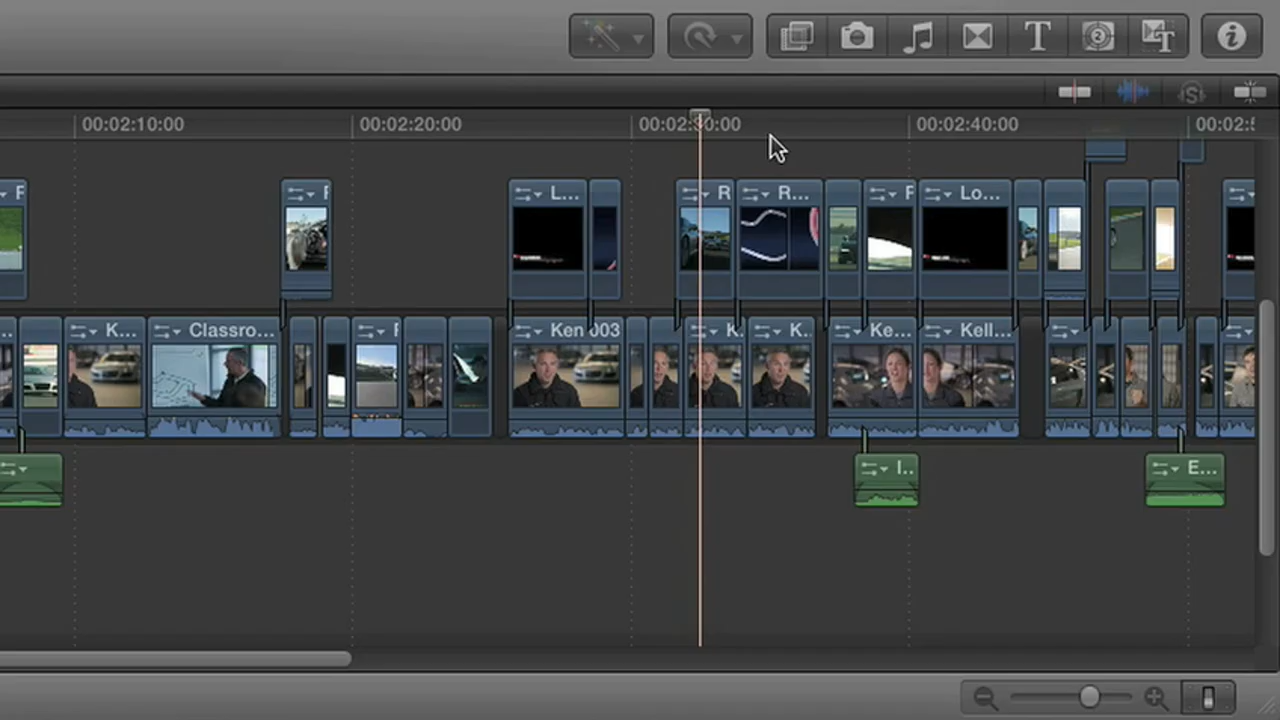 T
2
T
i
S
00:02:10:00
00:02:20:00
00:02:30:00
00:02:40:00
00:02:5
F
F
L...
R
R...
F
Lo...
K...
Classro...
F
Ken 003
K.
K..
Ke...
Kell...
I..
E...